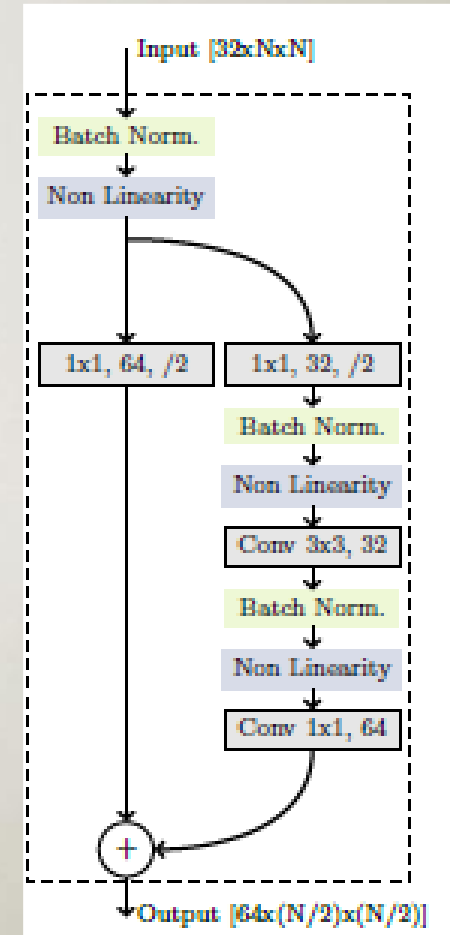 Input [32xNxN]
Batch Norm.
Non Linearity
1x1, 64, /2
1x1, 32, /2
Batch Norm.
Non Linearity
Conv 3x3, 32
Batch Norm.
Non Linearity
Conv 1x1, 64
+
Output [64x(N/2)x(N/2)]